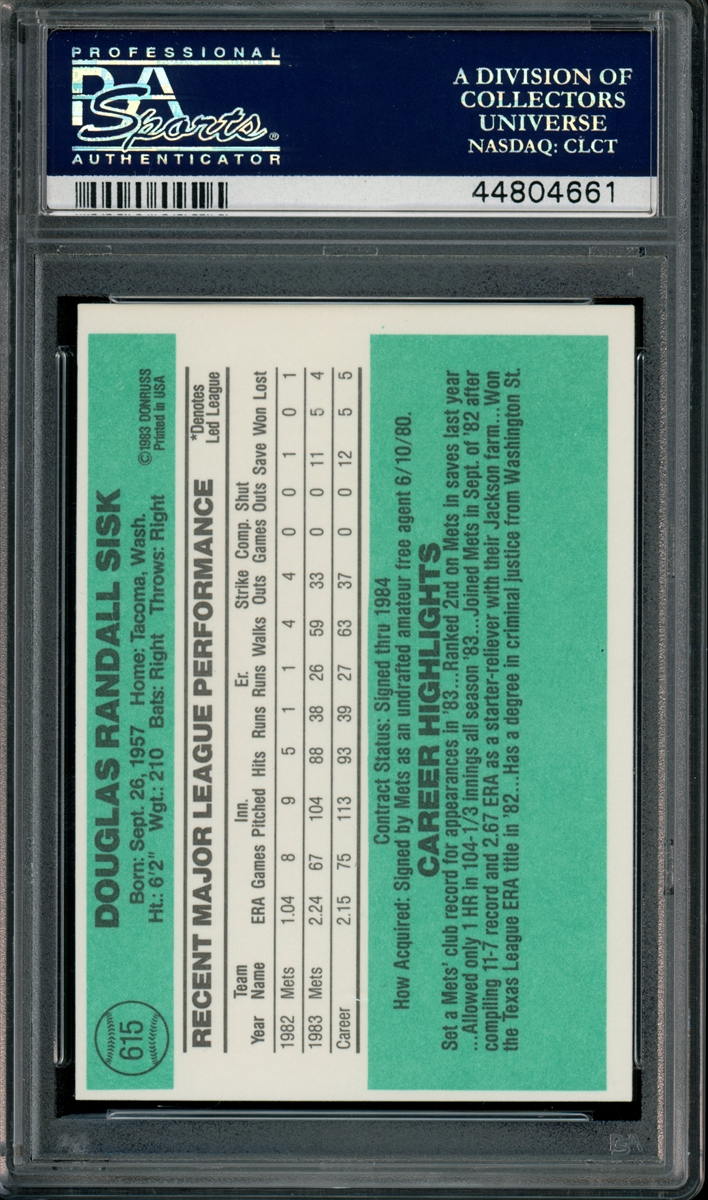 PROFESSIONAL
PSA
Sports®
AUTHENTICATOR
A DIVISION OF
COLLECTORS
UNIVERSE
NASDAQ: CLCT
44804661
615
DOUGLAS RANDALL SISK
Born: Sept. 26, 1957 Home: Tacoma, Wash.
Ht.: 6'2" Wgt.: 210 Bats: Right Throws: Right
©1983 DONRUSS
Printed in USA
RECENT MAJOR LEAGUE PERFORMANCE
*Denotes
Led League
Team Inn. Er. Strike Comp. Shut
Year Name ERA Games Pitched Hits Runs Runs Walks Outs Games Outs Save Won Lost
1982 Mets 1.04 8 9 5 1 1 4 4 0 0 1 0 1
1983 Mets 2.24 67 104 88 38 26 59 33 0 0 11 5 4
Career 2.15 75 113 93 39 27 63 37 0 0 12 5 5
Contract Status: Signed thru 1984
How Acquired: Signed by Mets as an undrafted amateur free agent 6/10/80.
CAREER HIGHLIGHTS
Set a Mets' club record for appearances in '83...Ranked 2nd on Mets in saves last year
...Allowed only 1 HR in 104-1/3 innings all season '83....Joined Mets in Sept. of '82 after
compiling 11-7 record and 2.67 ERA as a starter-reliever with their Jackson farm...Won
the Texas League ERA title in '82...Has a degree in criminal justice from Washington St.
PSA